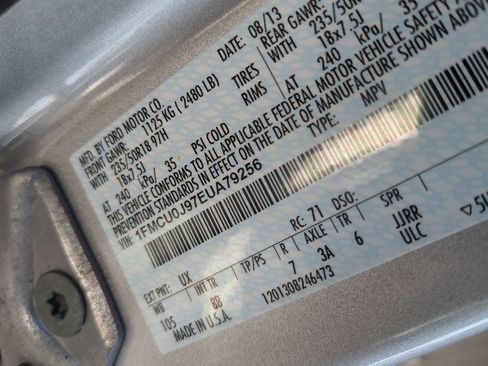 MFD. BY FORD MOTOR CO.
DATE: 08/13
FRONT GAWR: 1125 KG ( 2480 LB)
REAR GAWR:
235/50R18 97H TIRES
WITH 235/50R
18x7.5J RIMS
18x7.5J
AT 240 kPa/ 35 PSI COLD
AT 240 kPa/ 35
THIS VEHICLE CONFORMS TO ALL APPLICABLE FEDERAL MOTOR VEHICLE SAFETY
STANDARDS IN EFFECT ON THE DATE OF MANUFACTURE SHOWN ABOVE
1FMCU0J97EUA79256 MPV
EXT PNT: UX RC: 71 DSO:
WB INT TR TP/PS R AXLE TR SPR
105 8B 7 3A 6 JJRR
MADE IN U.S.A. 1201308246473 ULC